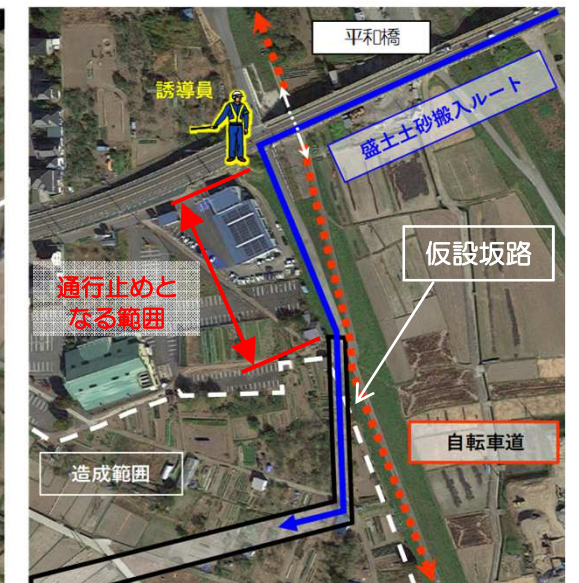 平和橋
誘導員
盛土土砂搬入ルート
仮設坂路
通行止めと
なる範囲
自転車道
造成範囲